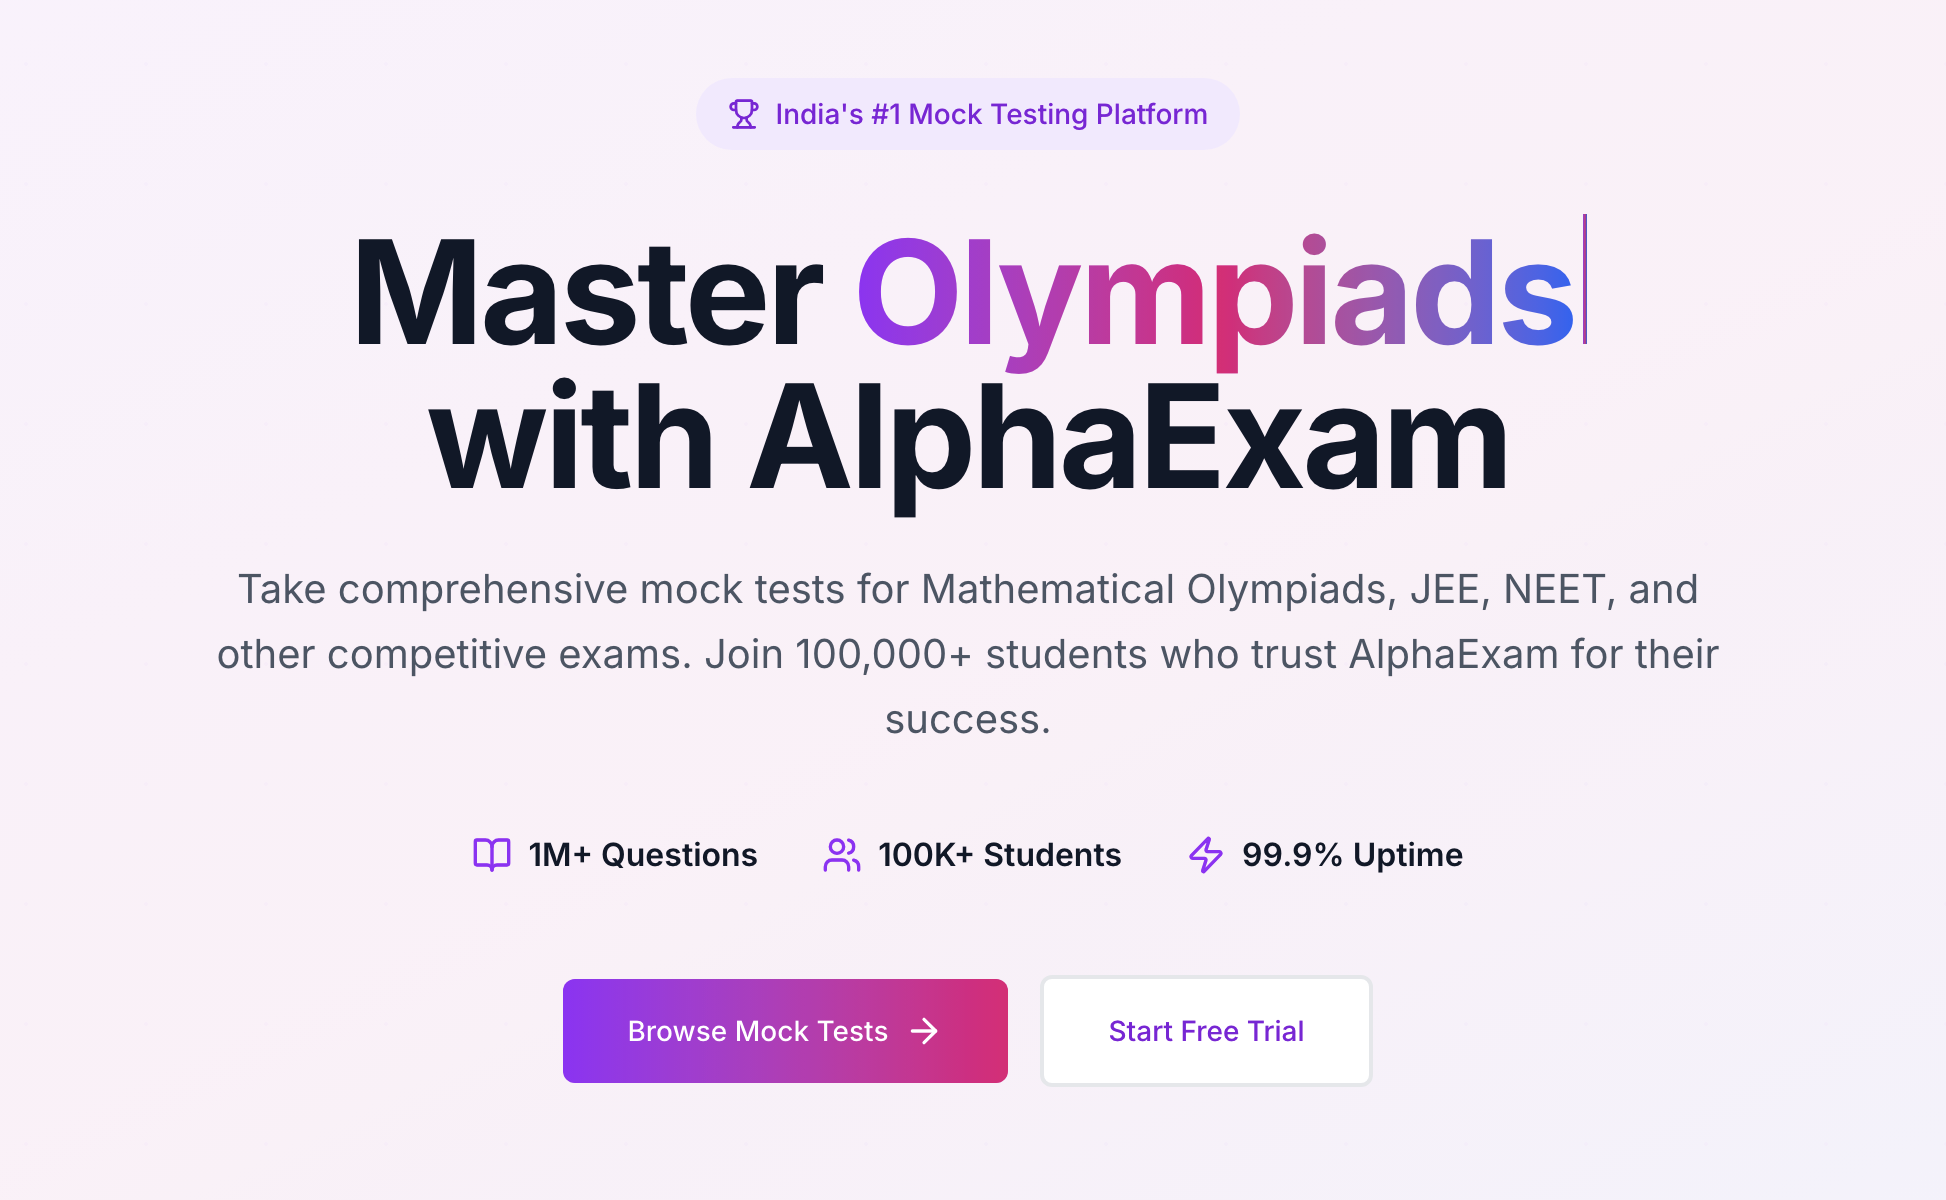 India's #1 Mock Testing Platform
Master Olympiads
with AlphaExam
Take comprehensive mock tests for Mathematical Olympiads, JEE, NEET, and
other competitive exams. Join 100,000+ students who trust AlphaExam for their
success.
1M+ Questions
100K+ Students
99.9% Uptime
Browse Mock Tests
Start Free Trial